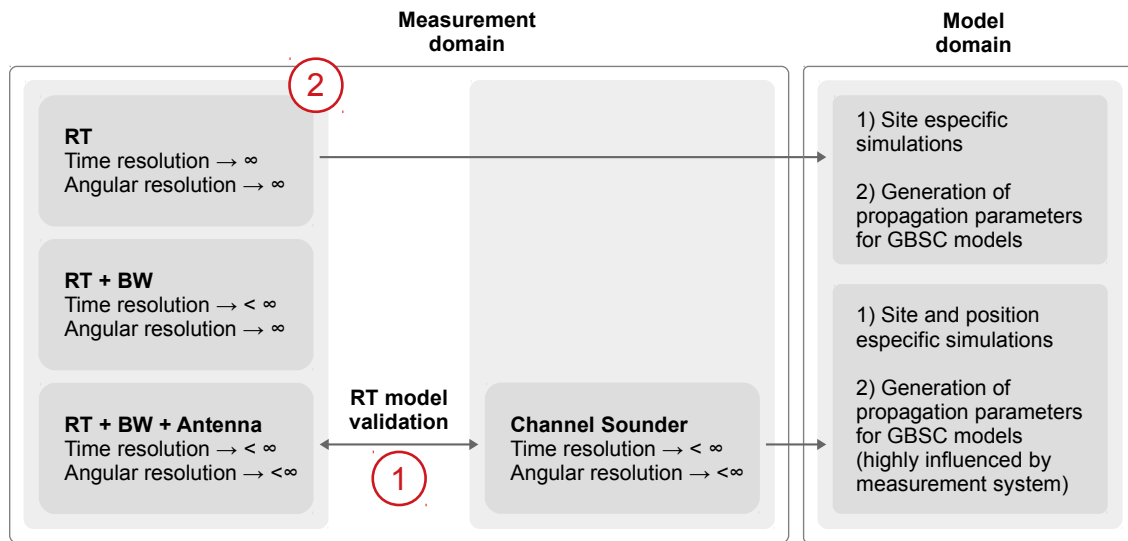 Measurement
domain
Model
domain
2
RT
Time resolution → ∞
Angular resolution → ∞
1) Site especific
simulations
2) Generation of
propagation parameters
for GBSC models
RT + BW
Time resolution → < ∞
Angular resolution → ∞
1) Site and position
especific simulations
2) Generation of
propagation parameters
for GBSC models
(highly influenced by
measurement system)
RT + BW + Antenna
Time resolution → < ∞
Angular resolution → <∞
RT model
validation
1
Channel Sounder
Time resolution → < ∞
Angular resolution → <∞